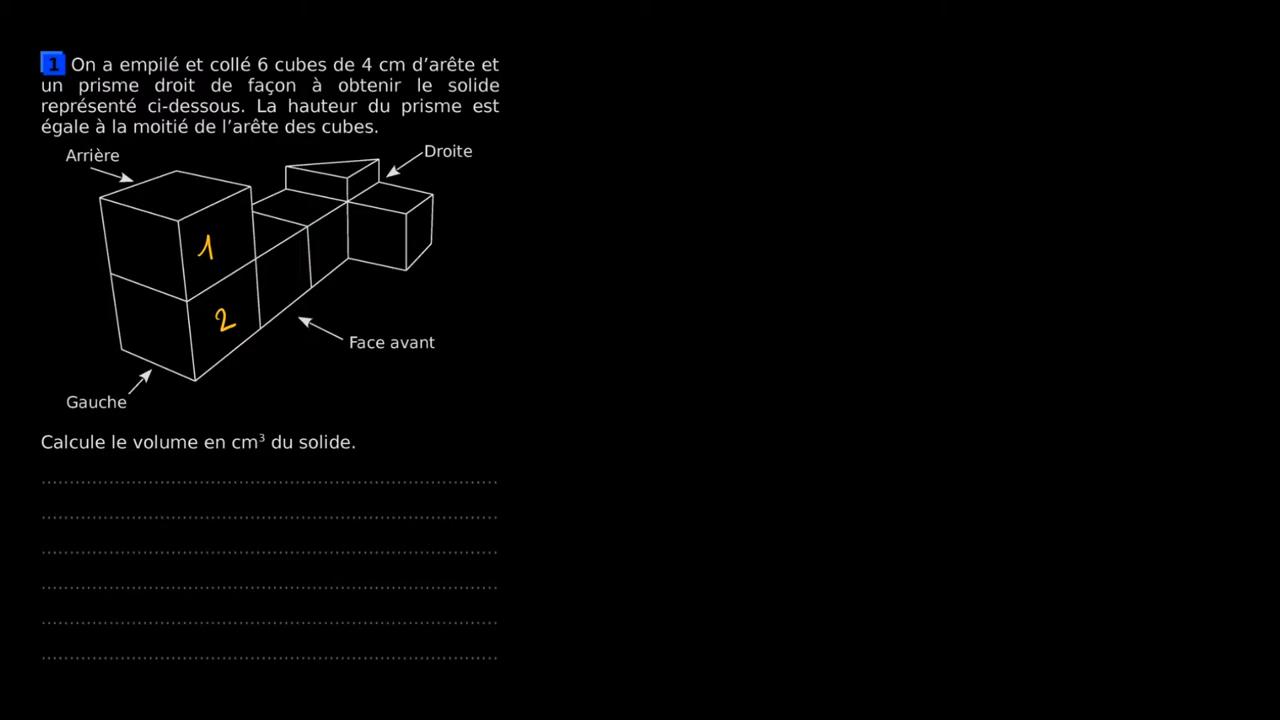 1 On a empilé et collé 6 cubes de 4 cm d’arête et
un prisme droit de façon à obtenir le solide
représenté ci-dessous. La hauteur du prisme est
égale à la moitié de l’arête des cubes.
Arrière
Droite
1
2
Face avant
Gauche
Calcule le volume en cm³ du solide.